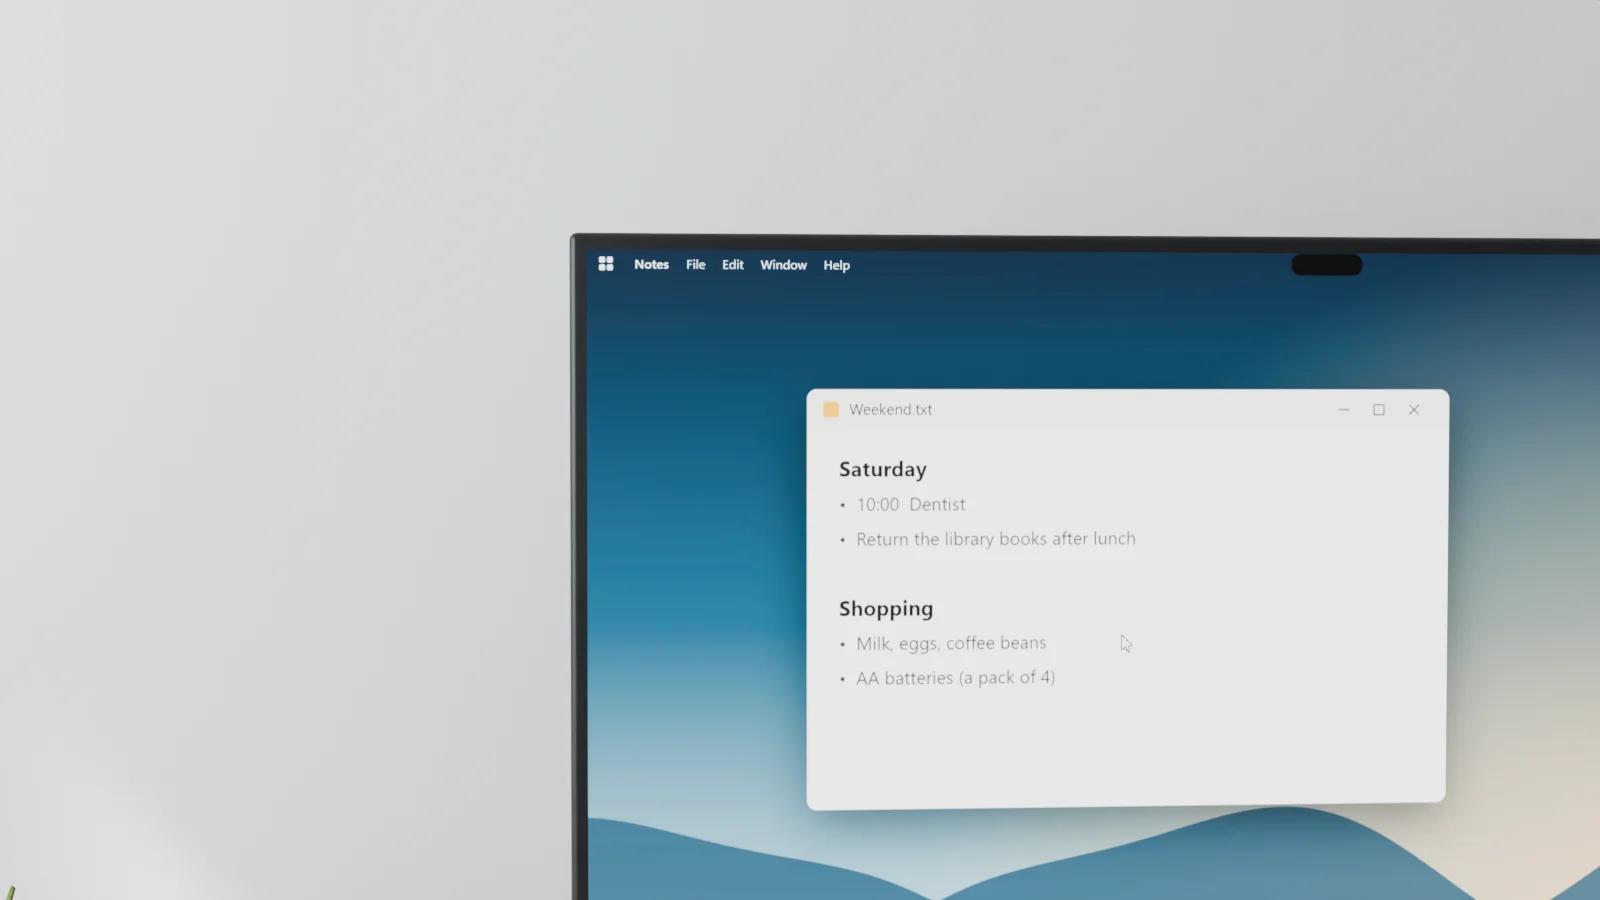 Notes File Edit Window Help
Weekend.txt
Saturday
• 10:00 Dentist
• Return the library books after lunch
Shopping
• Milk, eggs, coffee beans
• AA batteries (a pack of 4)